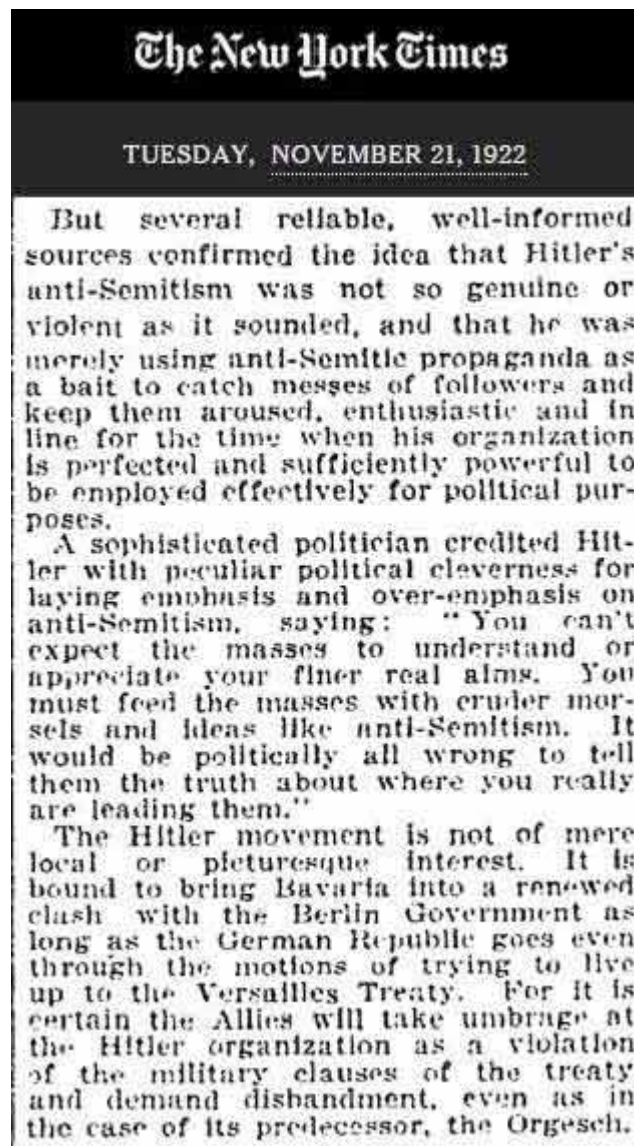 The New York Times
TUESDAY, NOVEMBER 21, 1922
But several reliable, well-informed
sources confirmed the idea that Hitler's
anti-Semitism was not so genuine or
violent as it sounded, and that he was
merely using anti-Semitic propaganda as
a bait to catch messes of followers and
keep them aroused, enthusiastic and in
line for the time when his organization
is perfected and sufficiently powerful to
be employed effectively for political pur-
poses.
A sophisticated politician credited Hit-
ler with peculiar political cleverness for
laying emphasis and over-emphasis on
anti-Semitism, saying: "You can't
expect the masses to understand or
appreciate your finer real aims. You
must feed the masses with cruder mor-
sels and ideas like anti-Semitism. It
would be politically all wrong to tell
them the truth about where you really
are leading them."
The Hitler movement is not of mere
local or picturesque interest. It is
bound to bring Bavaria into a renewed
clash with the Berlin Government as
long as the German Republic goes even
through the motions of trying to live
up to the Versailles Treaty. For it is
certain the Allies will take umbrage at
the Hitler organization as a violation
of the military clauses of the treaty
and demand disbandment, even as in
the case of its predecessor, the Orgesch.